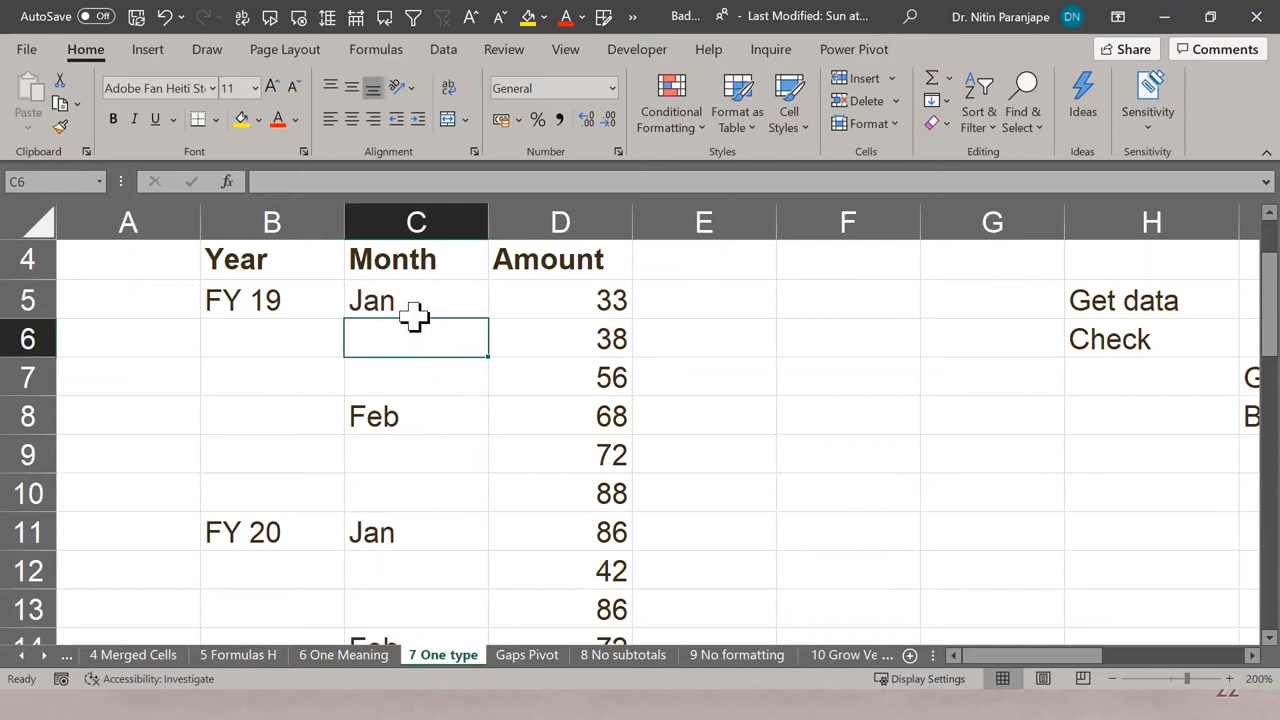 AutoSave Off Bad... Last Modified: Sun at... Dr. Nitin Paranjape DN
File Home Insert Draw Page Layout Formulas Data Review View Developer Help Inquire Power Pivot Share Comments
Paste
Clipboard
Adobe Fan Heiti St 11
B I U
Font
Alignment
General
Number
Conditional Formatting
Format as Table
Cell Styles
Styles
Insert
Delete
Format
Cells
Sort & Filter
Find & Select
Editing
Ideas
Ideas
Sensitivity
Sensitivity
C6 fx
A B C D E F G H
4 Year Month Amount
5 FY 19 Jan 33 Get data
6 38 Check
7 56 G
8 Feb 68 B
9 72
10 88
11 FY 20 Jan 86
12 42
13 86
14 Feb 72
... 4 Merged Cells 5 Formulas H 6 One Meaning 7 One type Gaps Pivot 8 No subtotals 9 No formatting 10 Grow Ve ...
Ready Accessibility: Investigate Display Settings 200%
22